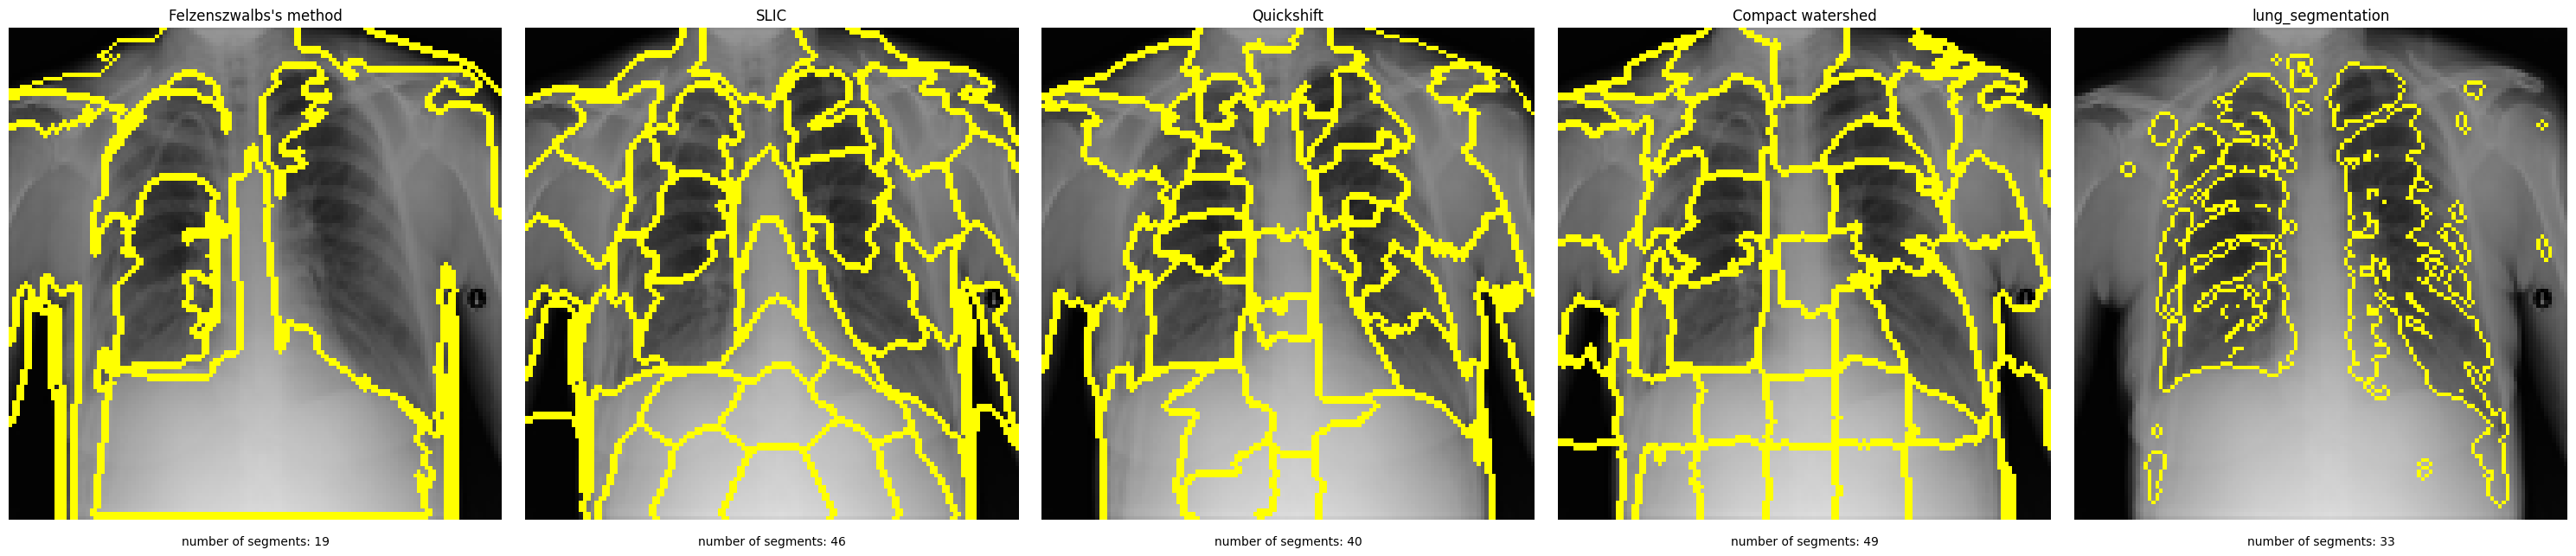 Felzenszwalbs's method
SLIC
Quickshift
Compact watershed
lung_segmentation
number of segments: 19
number of segments: 46
number of segments: 40
number of segments: 49
number of segments: 33